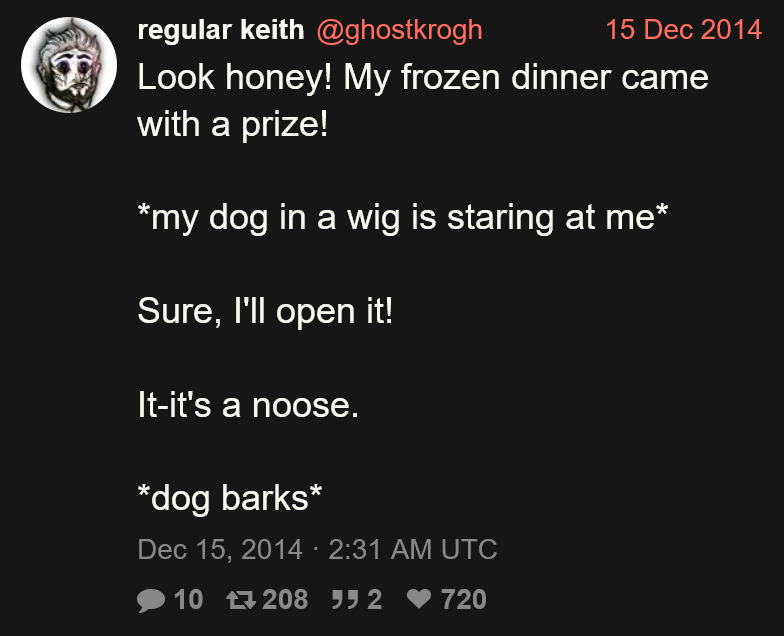 regular keith @ghostkrogh 15 Dec 2014
Look honey! My frozen dinner came
with a prize!
*my dog in a wig is staring at me*
Sure, I'll open it!
It-it's a noose.
*dog barks*
Dec 15, 2014 · 2:31 AM UTC
10 208 2 720